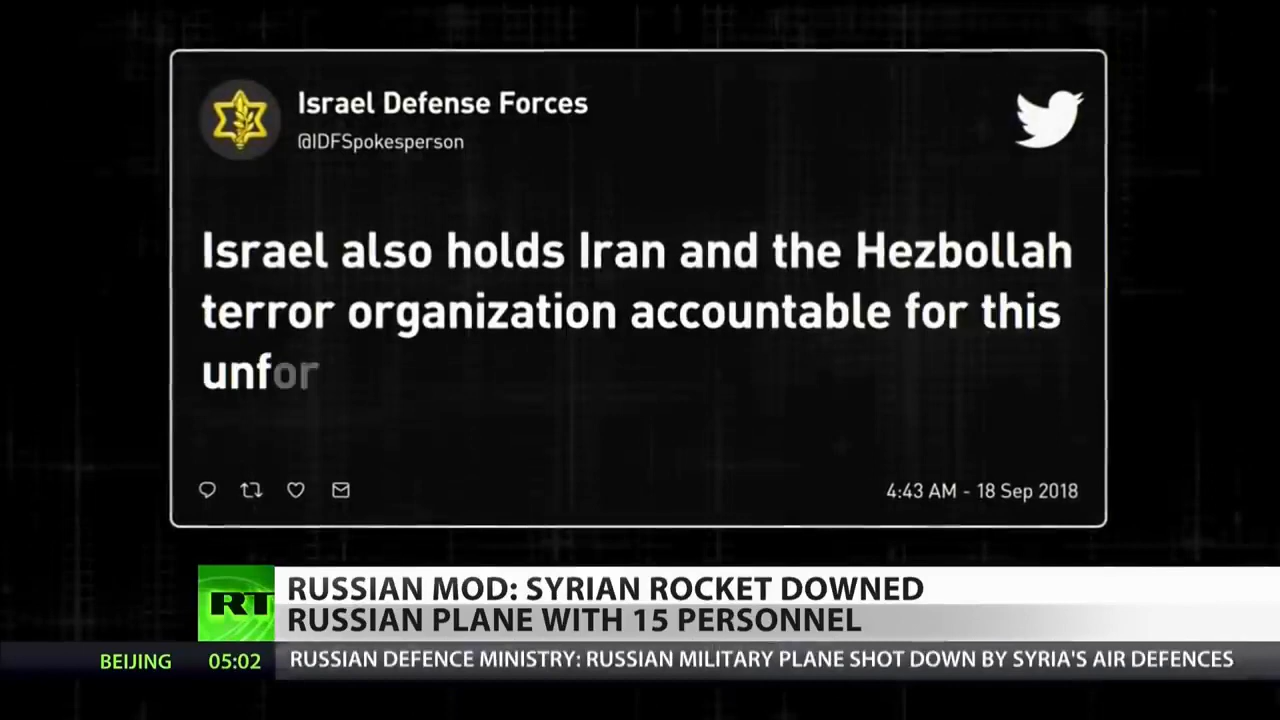 Israel Defense Forces
@IDFSpokesperson
Israel also holds Iran and the Hezbollah
terror organization accountable for this
unfor
4:43 AM - 18 Sep 2018
RT
RUSSIAN MOD: SYRIAN ROCKET DOWNED
RUSSIAN PLANE WITH 15 PERSONNEL
BEIJING 05:02 RUSSIAN DEFENCE MINISTRY: RUSSIAN MILITARY PLANE SHOT DOWN BY SYRIA'S AIR DEFENCES